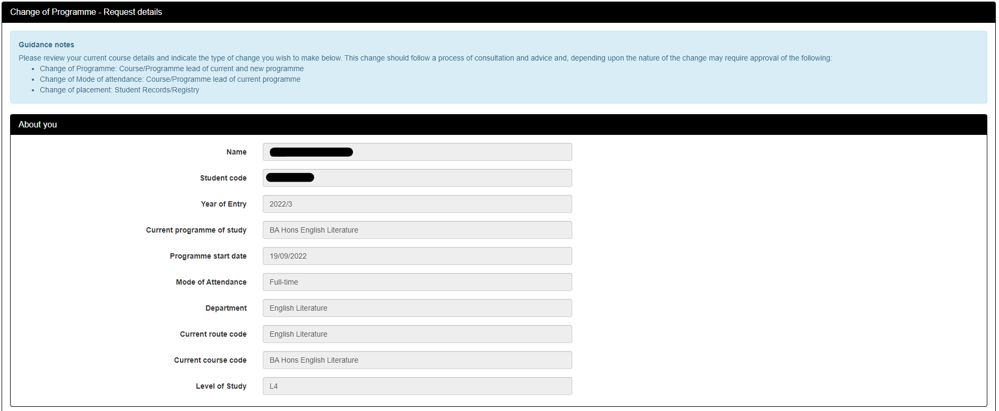 Change of Programme - Request details
Guidance notes
Please review your current course details and indicate the type of change you wish to make below. This change should follow a process of consultation and advice and, depending upon the nature of the change may require approval of the following:
• Change of Programme: Course/Programme lead of current and new programme
• Change of Mode of attendance: Course/Programme lead of current programme
• Change of placement: Student Records/Registry
About you
Name
Student code
Year of Entry 2022/3
Current programme of study BA Hons English Literature
Programme start date 19/09/2022
Mode of Attendance Full-time
Department English Literature
Current route code English Literature
Current course code BA Hons English Literature
Level of Study L4